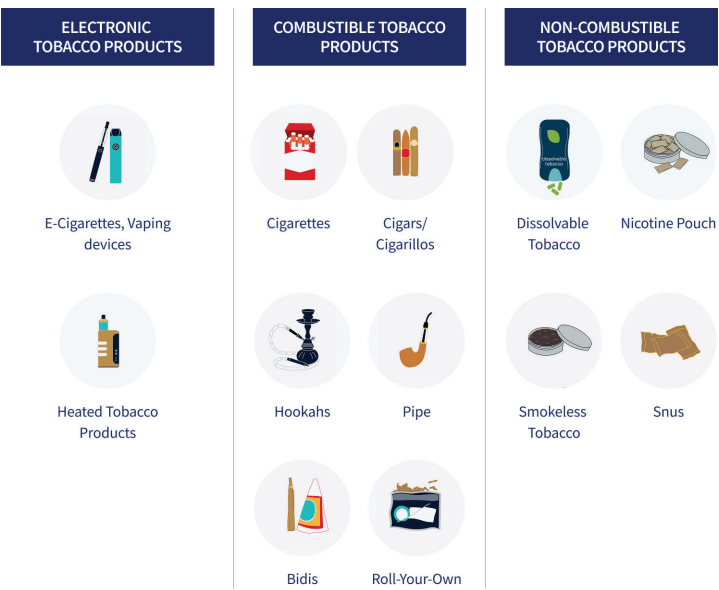 ELECTRONIC
TOBACCO PRODUCTS
E-Cigarettes, Vaping
devices
Heated Tobacco
Products
COMBUSTIBLE TOBACCO
PRODUCTS
Cigarettes
Cigars/
Cigarillos
Hookahs
Pipe
Bidis
Roll-Your-Own
NON-COMBUSTIBLE
TOBACCO PRODUCTS
dissolvable
tobacco
Dissolvable
Tobacco
Nicotine Pouch
Smokeless
Tobacco
Snus